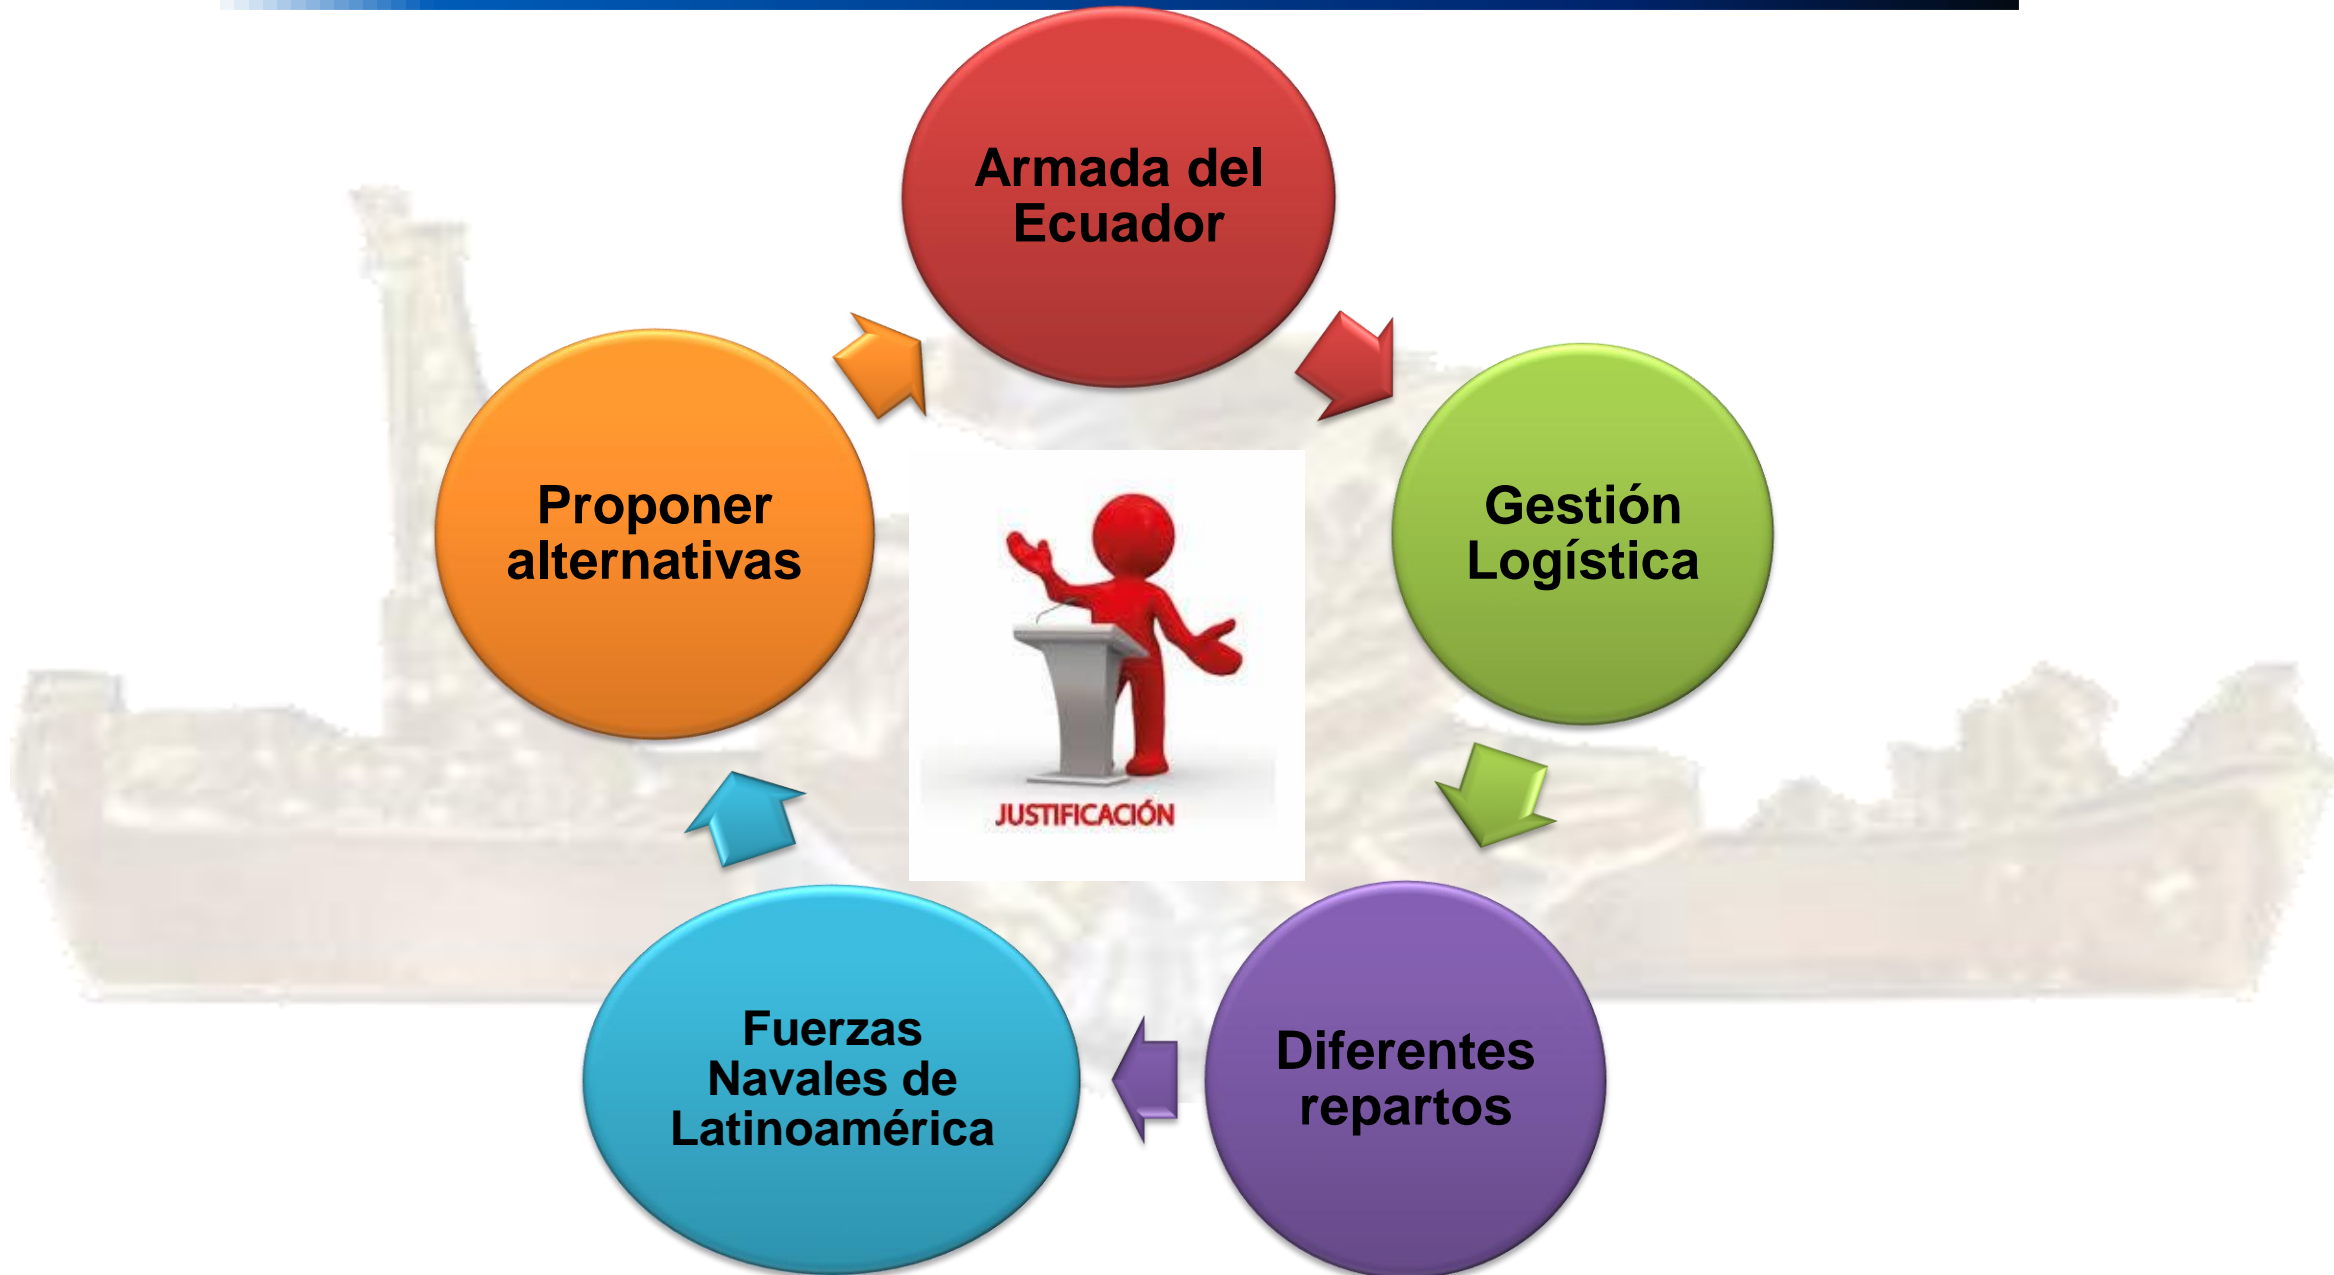 Armada del
Ecuador
Gestión
Logística
Diferentes
repartos
Fuerzas
Navales de
Latinoamérica
Proponer
alternativas
JUSTIFICACIÓN